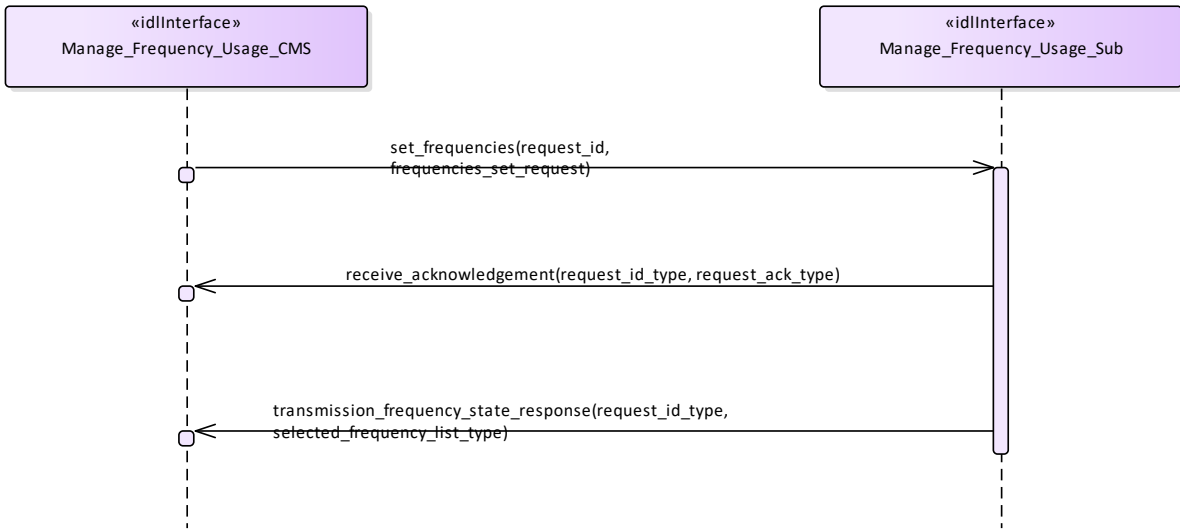 «idlInterface»
Manage_Frequency_Usage_CMS
«idlInterface»
Manage_Frequency_Usage_Sub
set_frequencies(request_id,
frequencies_set_request)
receive_acknowledgement(request_id_type, request_ack_type)
transmission_frequency_state_response(request_id_type,
selected_frequency_list_type)